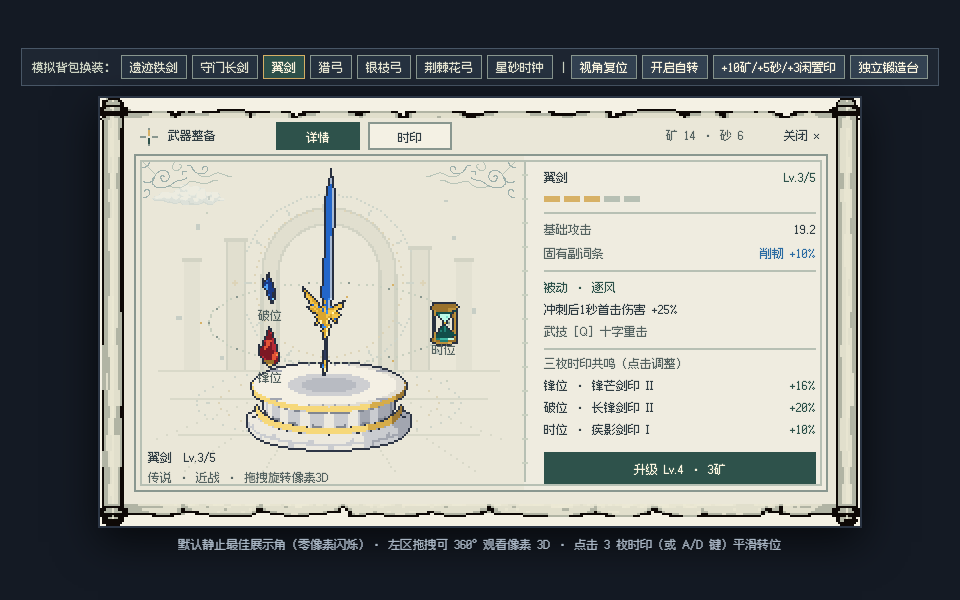 模拟背包换装: 遗迹铁剑 守门长剑 翼剑 猎弓 银枝弓 荆棘花弓 星砂时钟 | 视角复位 开启自转 +10矿/+5砂/+3闲置印 独立锻造台
武器整备 详情 时印 矿 14 · 砂 6 关闭 ×
翼剑 Lv.3/5
基础攻击 19.2
固有副词条 削韧 +10%
被动 · 逐风
冲刺后1秒首击伤害 +25%
武技 [Q] 十字重击
三枚时印共鸣 (点击调整)
锋位 · 锋芒剑印 II +16%
破位 · 长锋剑印 II +20%
时位 · 疾影剑印 I +10%
升级 Lv.4 · 3矿
破位
时位
锋位
翼剑 Lv.3/5
传说 · 近战 · 拖拽旋转像素3D
默认静止最佳展示角 (零像素闪烁) · 左区拖拽可 360° 观看像素 3D · 点击 3 枚时印 (或 A/D 键) 平滑转位